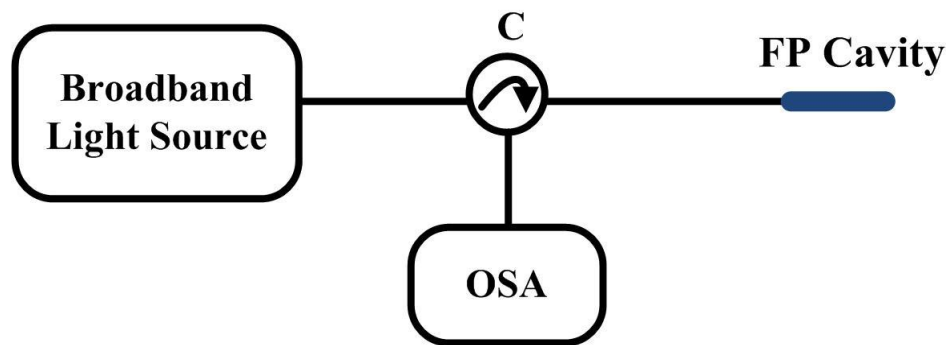 C
FP Cavity
Broadband
Light Source
OSA